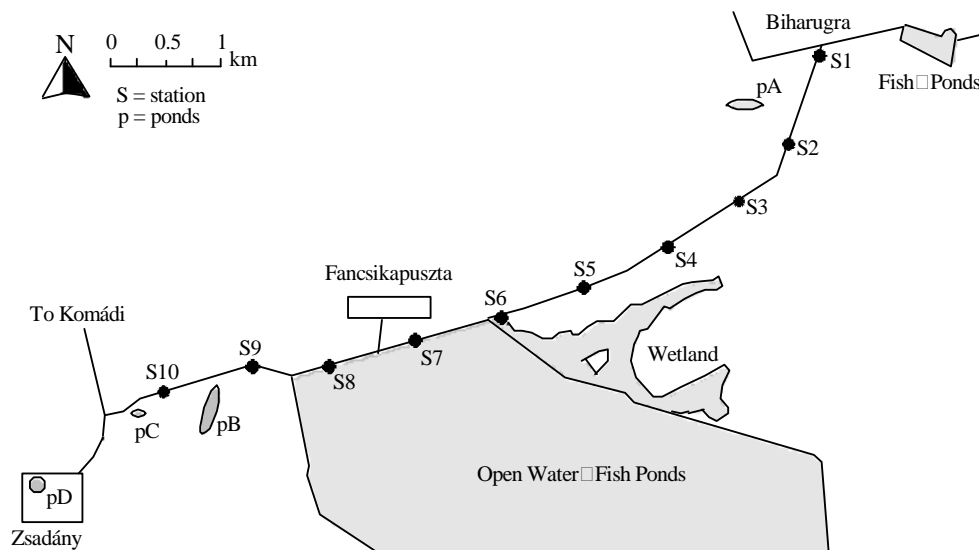 N
0 0.5 1
km
S = station
p = ponds
Biharugra
S1
Fish□Ponds
pA
S2
S3
S4
S5
S6
Fancsikapuszta
Wetland
To Komádi
S7
S8
S9
S10
pB
pC
Open Water□Fish Ponds
pD
Zsadány